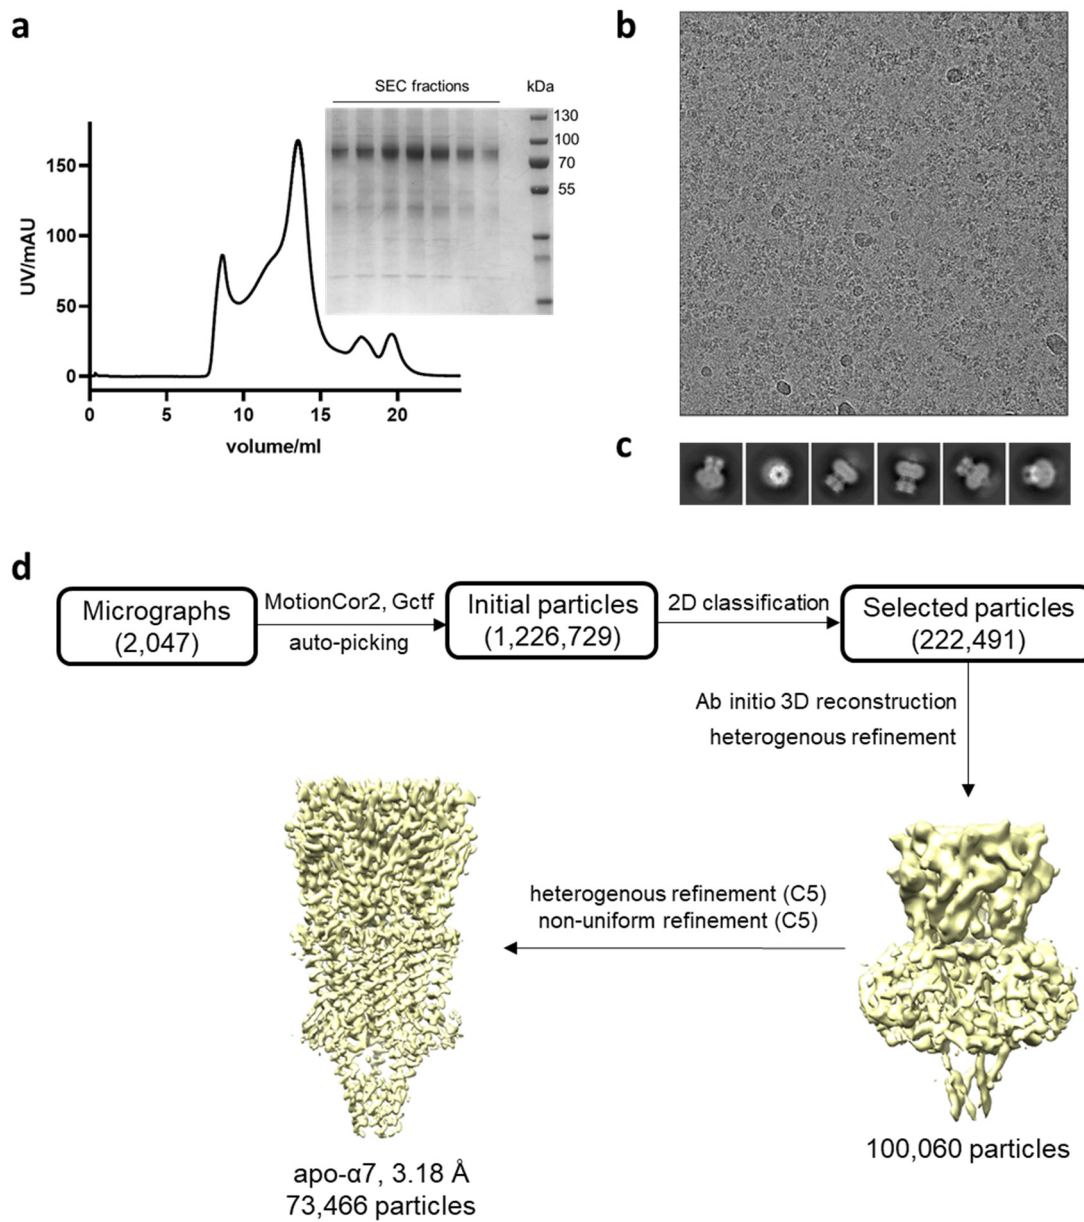 a
SEC fractions
kDa
130
100
70
55
UV/mAU
150
100
50
0
0 5 10 15 20
volume/ml
b
c
d
Micrographs
(2,047)
MotionCor2, Gctf
auto-picking
Initial particles
(1,226,729)
2D classification
Selected particles
(222,491)
Ab initio 3D reconstruction
heterogenous refinement
heterogenous refinement (C5)
non-uniform refinement (C5)
100,060 particles
apo-α7, 3.18 Å
73,466 particles